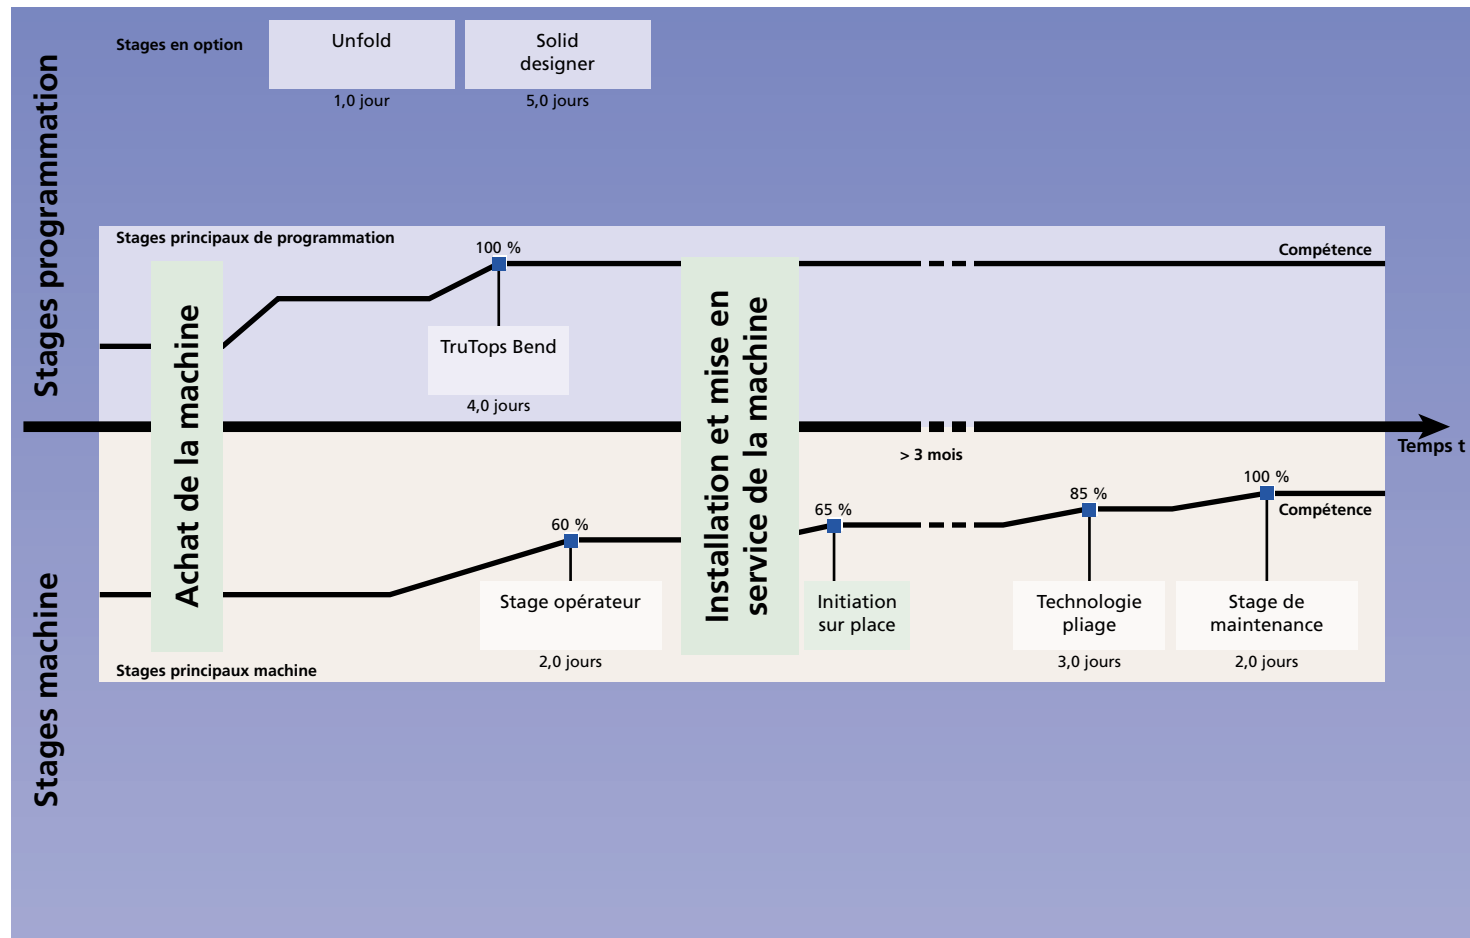 Stages programmation
Stages en option
Unfold
1,0 jour
Solid
designer
5,0 jours
Stages principaux de programmation
100 %
Compétence
TruTops Bend
4,0 jours
Achat de la machine
Installation et mise en
service de la machine
Temps t
> 3 mois
Stages machine
60 %
Stage opérateur
2,0 jours
65 %
Initiation
sur place
85 %
Technologie
pliage
3,0 jours
100 %
Compétence
Stage de
maintenance
2,0 jours
Stages principaux machine